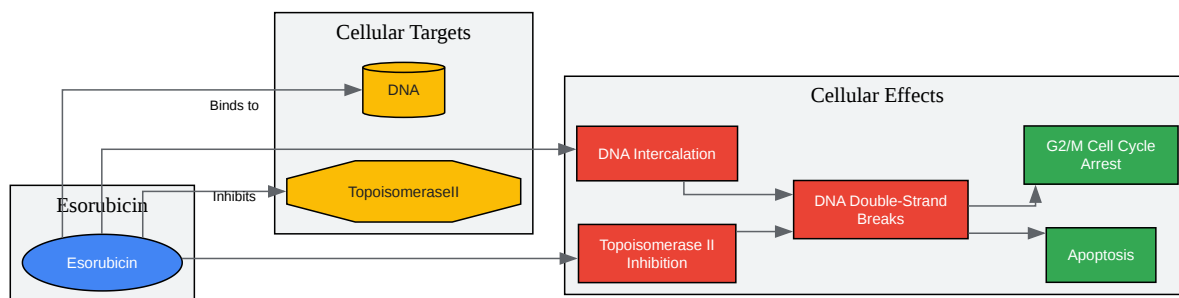 Cellular Targets
DNA
Binds to
TopoisomeraseII
Inhibits
Esorubicin
Esorubicin
Cellular Effects
DNA Intercalation
Topoisomerase II
Inhibition
DNA Double-Strand
Breaks
G2/M Cell Cycle
Arrest
Apoptosis